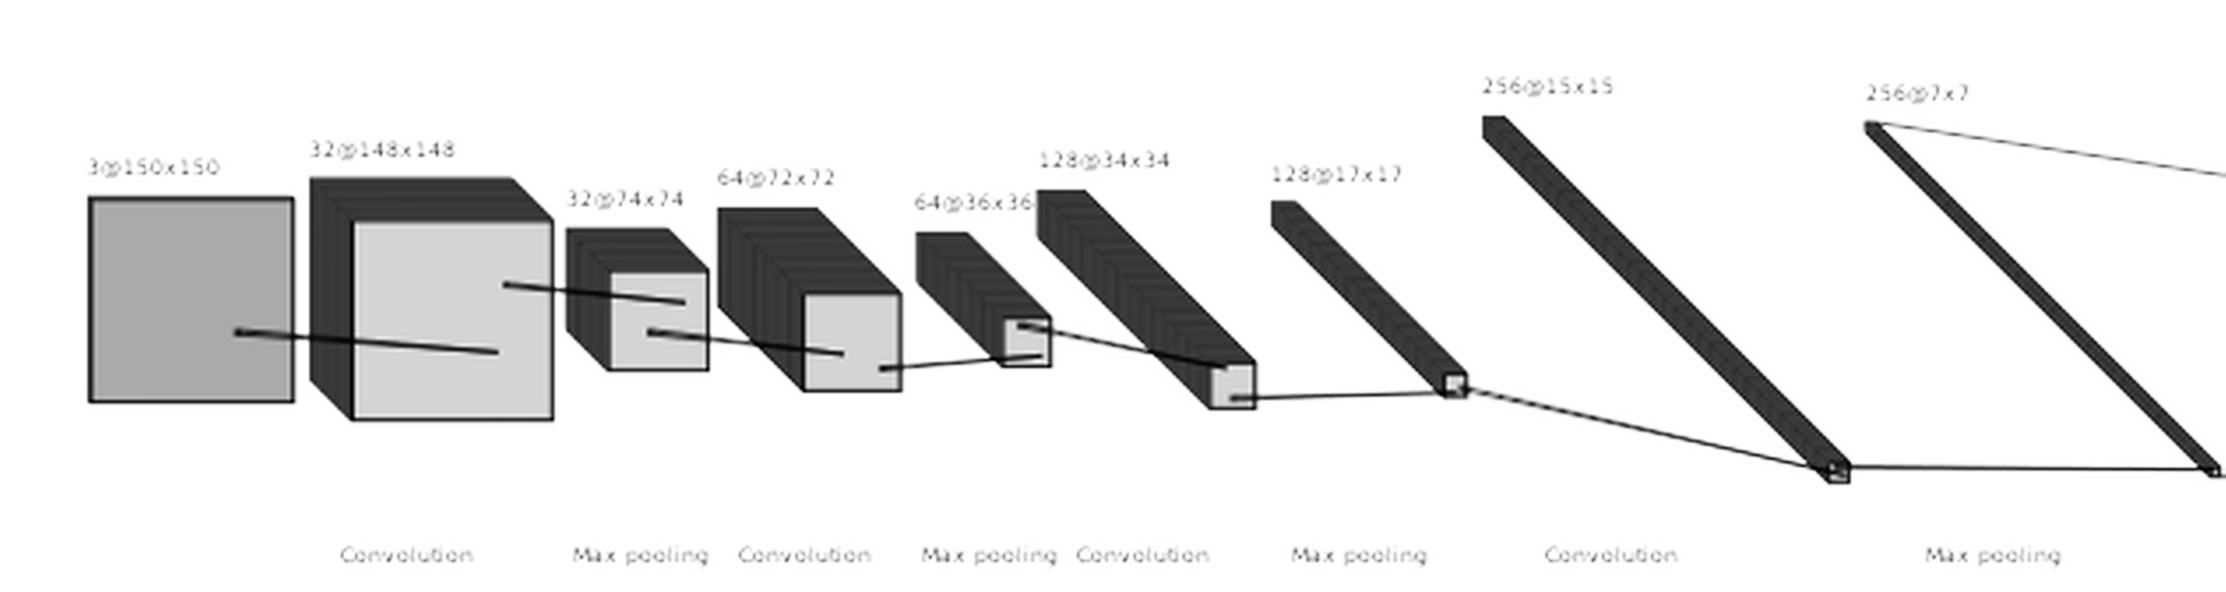 3@150x150
32@148x148
32@74x74
64@72x72
64@36x36
128@34x34
128@17x17
256@15x15
256@7x7
Convolution
Max pooling
Convolution
Max pooling
Convolution
Max pooling
Convolution
Max pooling